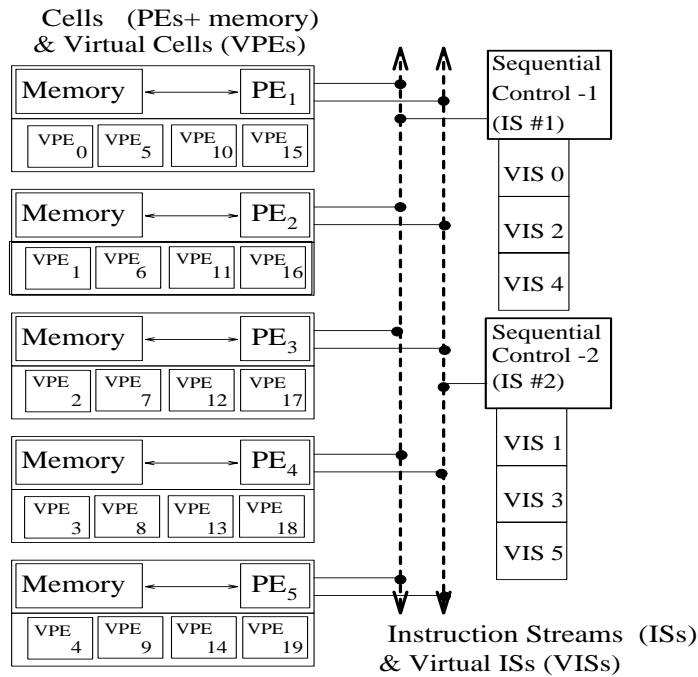 Cells (PEs+ memory)
& Virtual Cells (VPEs)
Memory PE1
VPE0 VPE5 VPE10 VPE15
Memory PE2
VPE1 VPE6 VPE11 VPE16
Memory PE3
VPE2 VPE7 VPE12 VPE17
Memory PE4
VPE3 VPE8 VPE13 VPE18
Memory PE5
VPE4 VPE9 VPE14 VPE19
Sequential
Control -1
(IS #1)
VIS 0
VIS 2
VIS 4
Sequential
Control -2
(IS #2)
VIS 1
VIS 3
VIS 5
Instruction Streams (ISs)
& Virtual ISs (VISs)